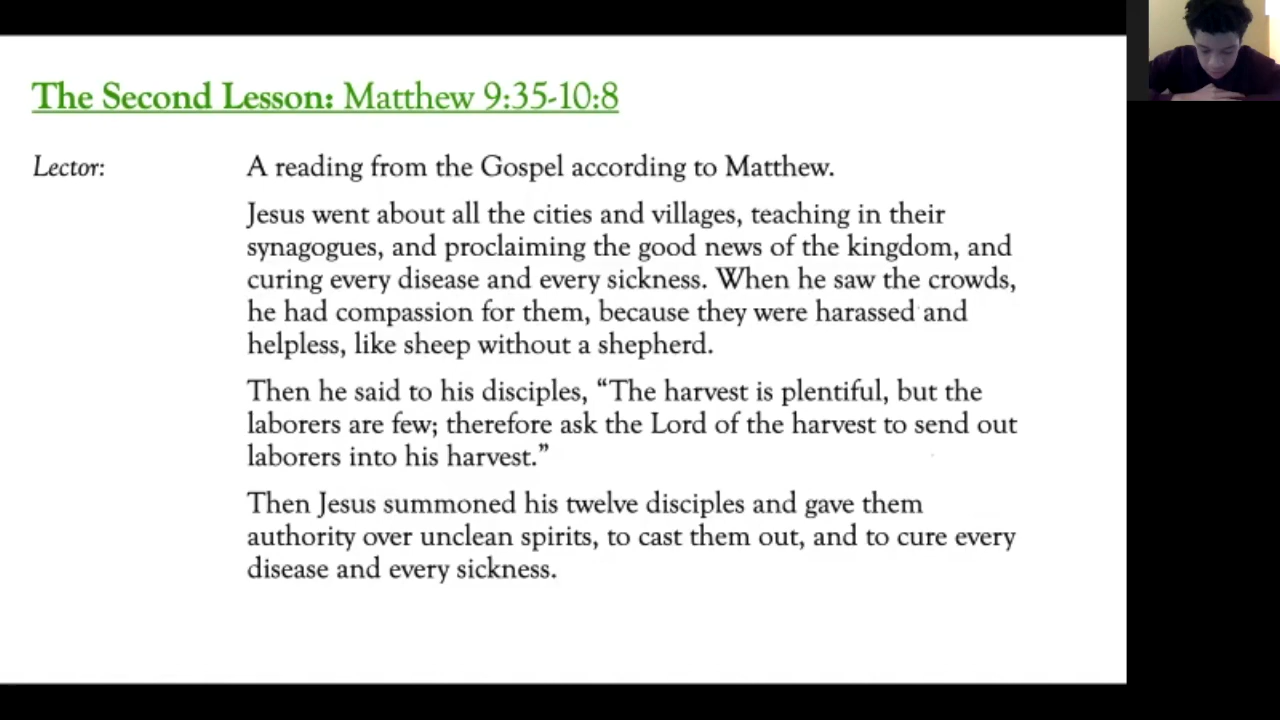 The Second Lesson: Matthew 9:35-10:8
Lector:
A reading from the Gospel according to Matthew.
Jesus went about all the cities and villages, teaching in their
synagogues, and proclaiming the good news of the kingdom, and
curing every disease and every sickness. When he saw the crowds,
he had compassion for them, because they were harassed and
helpless, like sheep without a shepherd.
Then he said to his disciples, “The harvest is plentiful, but the
laborers are few; therefore ask the Lord of the harvest to send out
laborers into his harvest.”
Then Jesus summoned his twelve disciples and gave them
authority over unclean spirits, to cast them out, and to cure every
disease and every sickness.